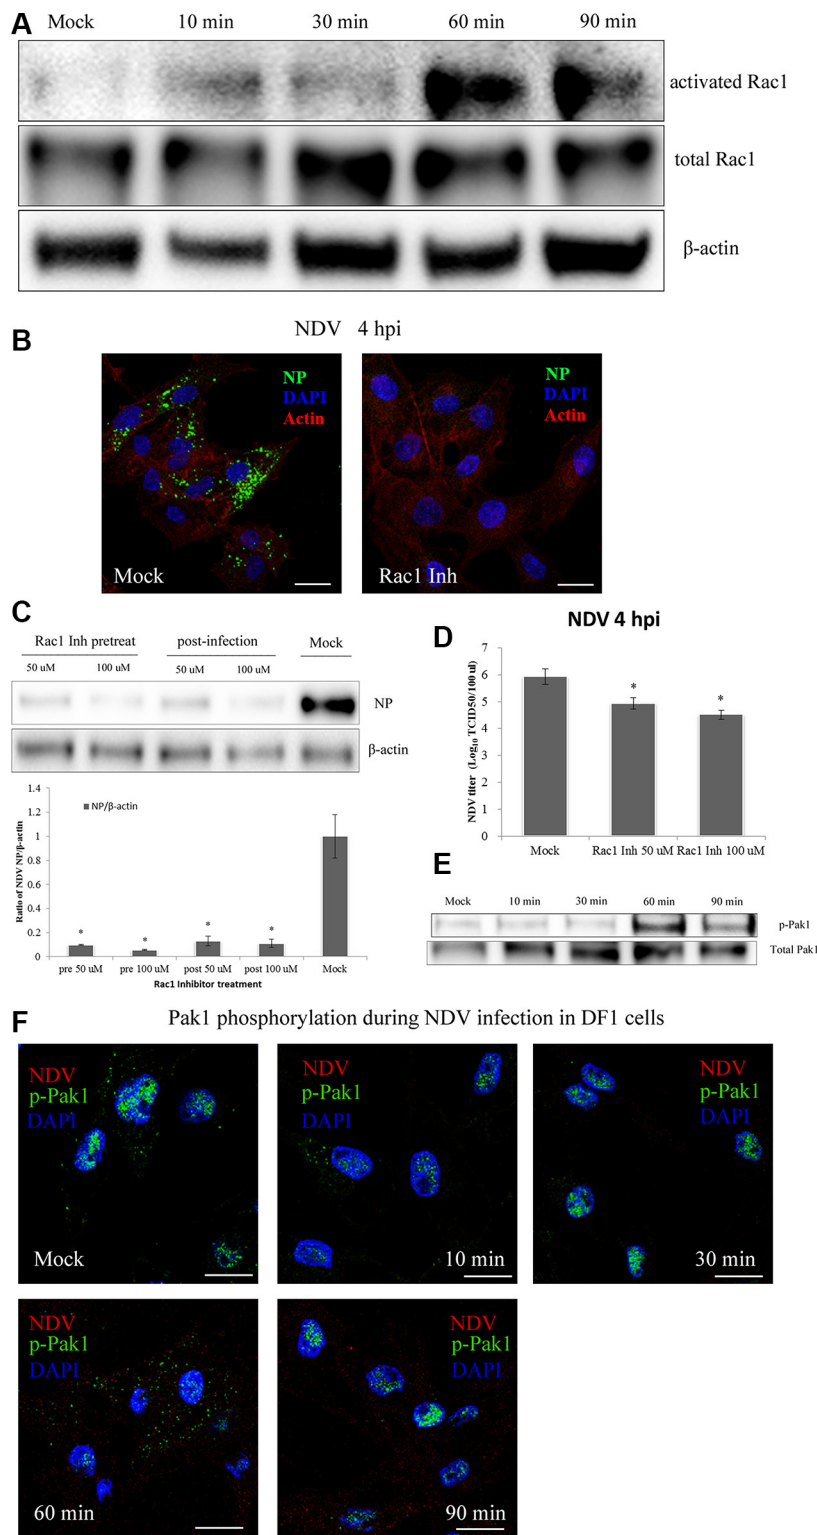 A
Mock 10 min 30 min 60 min 90 min
activated Rac1
total Rac1
β-actin
B
NDV 4 hpi
NP
DAPI
Actin
Mock
NP
DAPI
Actin
Rac1 Inh
C
Rac1 Inh pretreat post-infection Mock
50 uM 100 uM 50 uM 100 uM
NP
β-actin
1.4
1.2
1
0.8
0.6
0.4
0.2
0
Ratio of NDV NP/β-actin
NP/β-actin
* * * *
pre 50 uM pre 100 uM post 50 uM post 100 uM Mock
Rac1 Inhibitor treatment
D
NDV 4 hpi
7
6
5
4
3
2
1
0
NDV titer (Log10 TCID50/100ul)
* *
Mock Rac1 Inh 50 uM Rac1 Inh 100 uM
E
Mock 10 min 30 min 60 min 90 min
p-Pak1
Total Pak1
F
Pak1 phosphorylation during NDV infection in DF1 cells
NDV
p-Pak1
DAPI
Mock
NDV
p-Pak1
DAPI
10 min
NDV
p-Pak1
DAPI
30 min
NDV
p-Pak1
DAPI
60 min
NDV
p-Pak1
DAPI
90 min